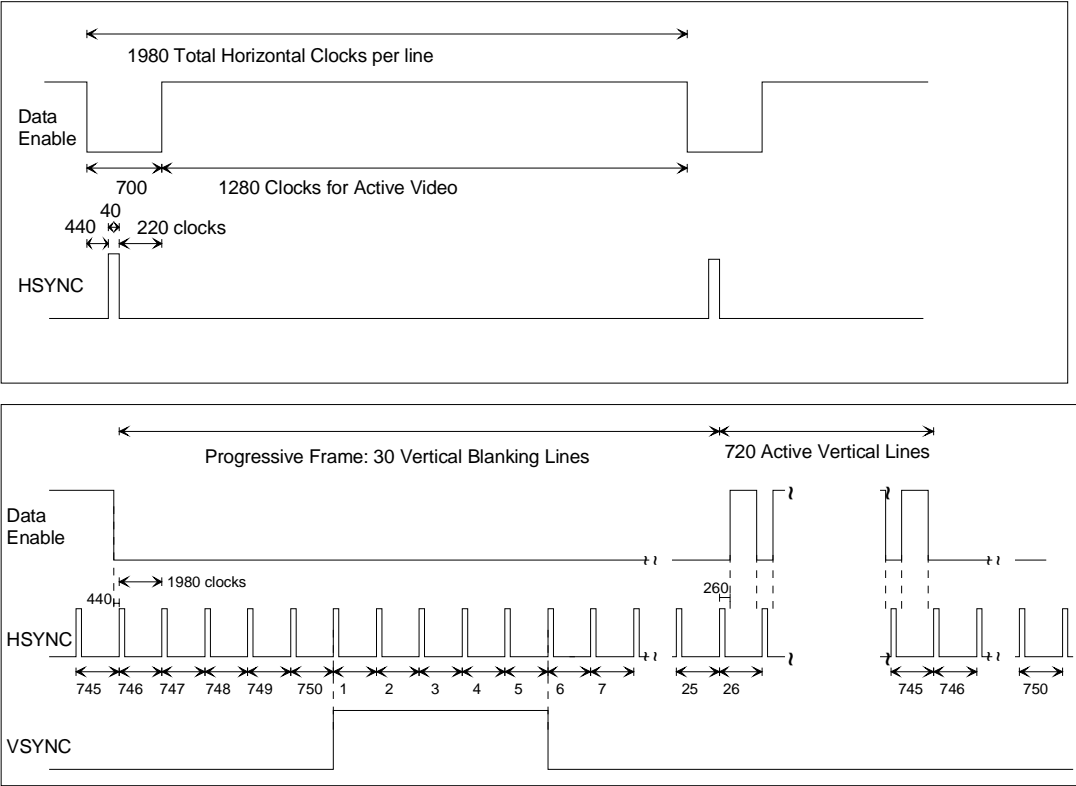 1980 Total Horizontal Clocks per line
Data
Enable
700
1280 Clocks for Active Video
40
440
220 clocks
HSYNC
Progressive Frame: 30 Vertical Blanking Lines
720 Active Vertical Lines
Data
Enable
1980 clocks
440
260
HSYNC
745 746 747 748 749 750 1 2 3 4 5 6 7 25 26 745 746 750
VSYNC